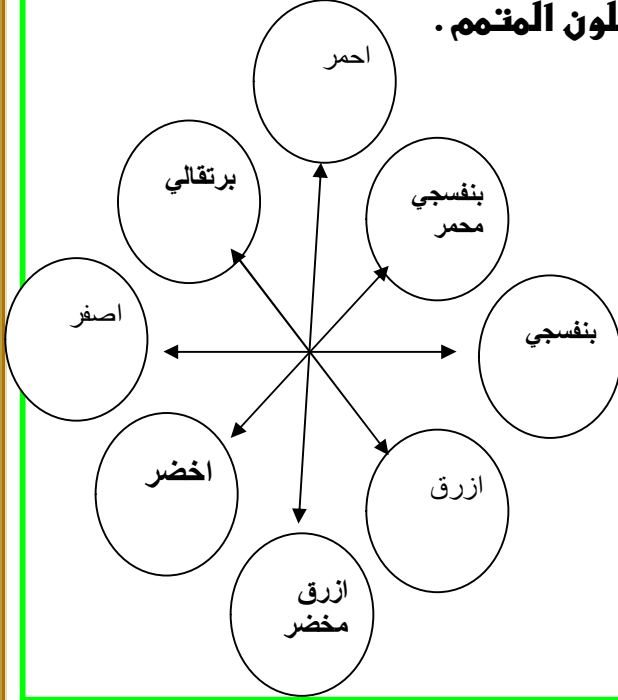 لون المتمم .
احمر
برتقالي
بنفسجي
محمر
اصفر
بنفسجي
اخضر
ازرق
ازرق
مخضر